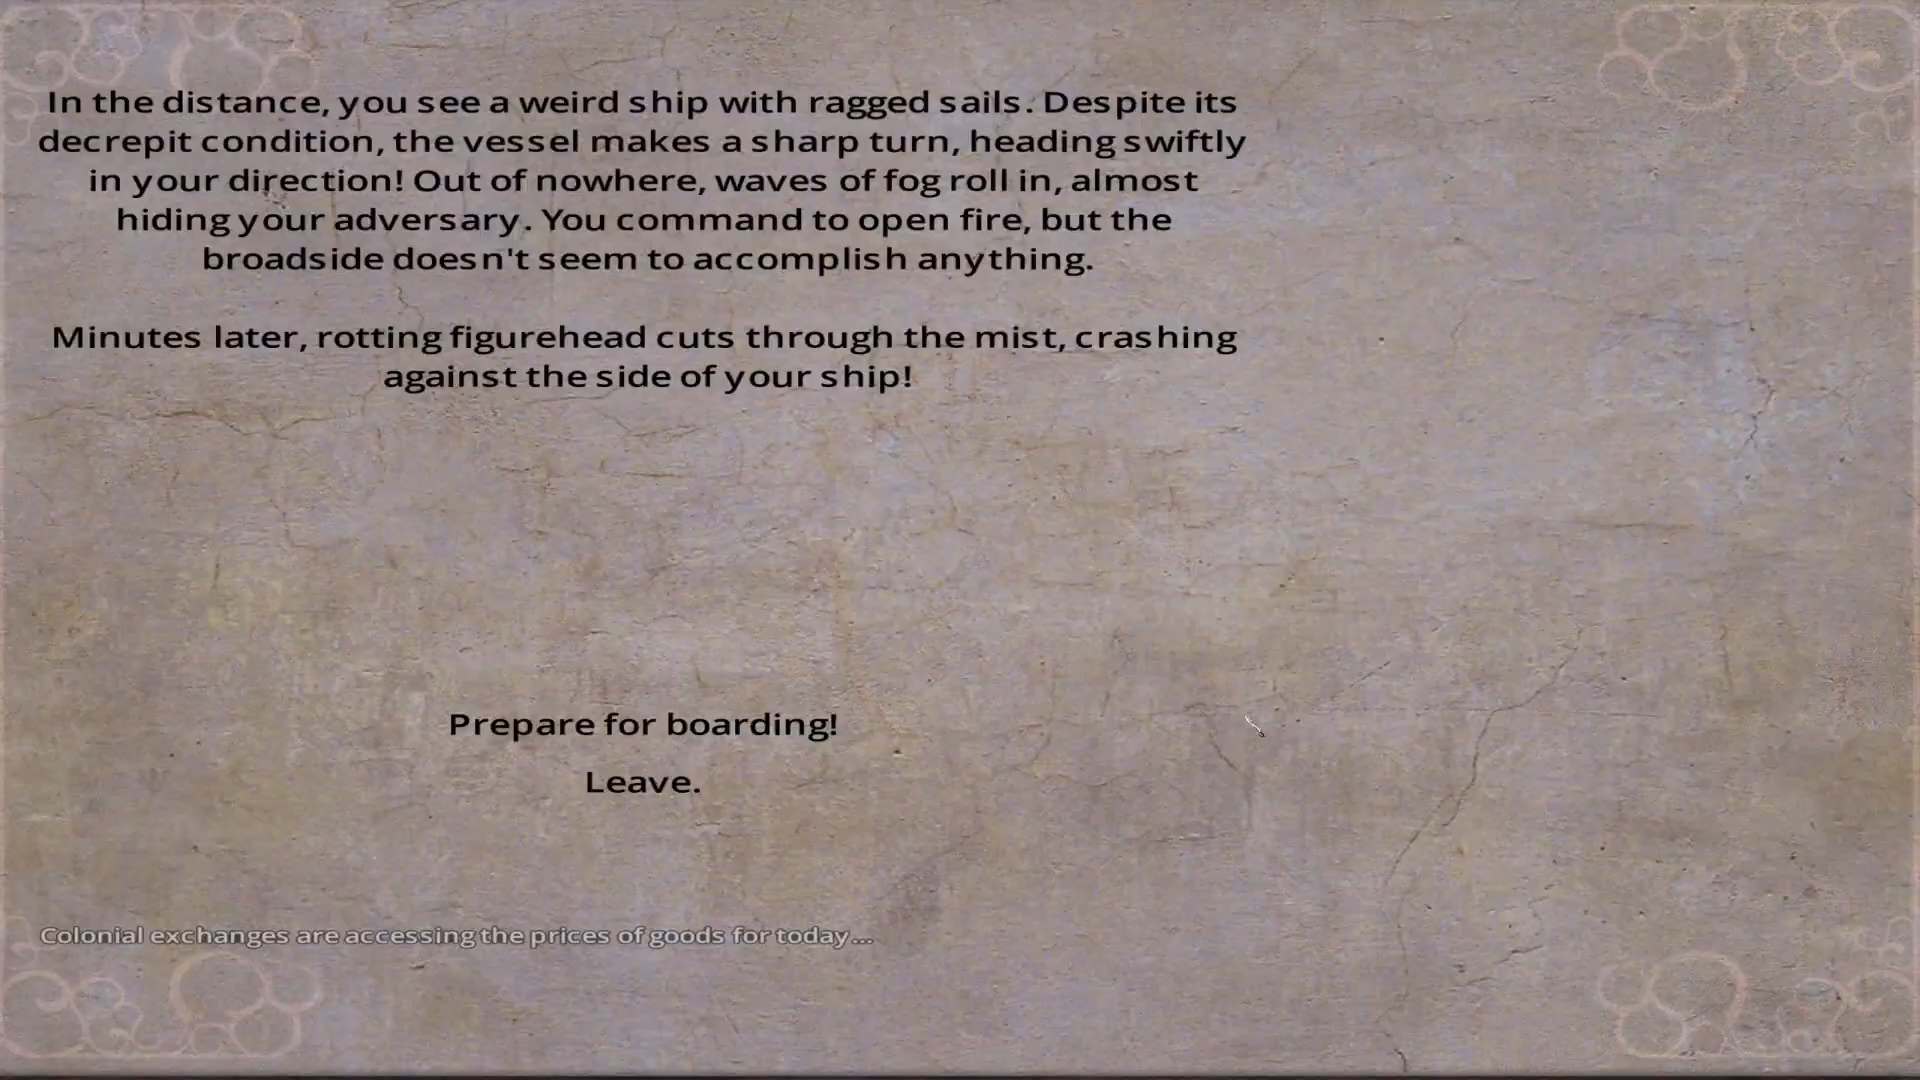 In the distance, you see a weird ship with ragged sails. Despite its
decrepit condition, the vessel makes a sharp turn, heading swiftly
in your direction! Out of nowhere, waves of fog roll in, almost
hiding your adversary. You command to open fire, but the
broadside doesn't seem to accomplish anything.
Minutes later, rotting figurehead cuts through the mist, crashing
against the side of your ship!
Prepare for boarding!
Leave.
Colonial exchanges are accessing the prices of goods for today...